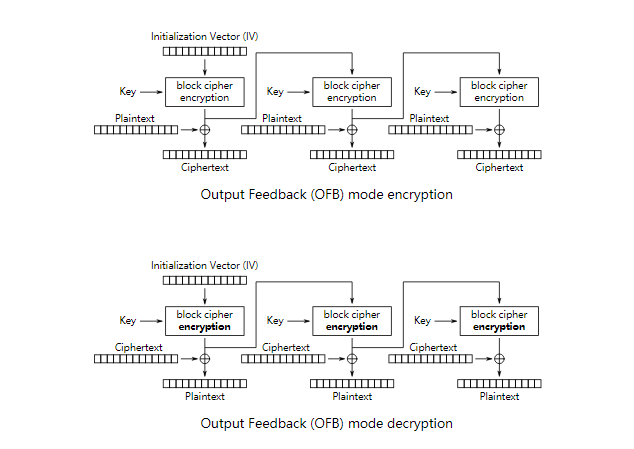 Initialization Vector (IV)
Key
block cipher
encryption
Key
block cipher
encryption
Key
block cipher
encryption
Plaintext
Plaintext
Plaintext
Ciphertext
Ciphertext
Ciphertext
Output Feedback (OFB) mode encryption
Initialization Vector (IV)
Key
block cipher
encryption
Key
block cipher
encryption
Key
block cipher
encryption
Ciphertext
Ciphertext
Ciphertext
Plaintext
Plaintext
Plaintext
Output Feedback (OFB) mode decryption